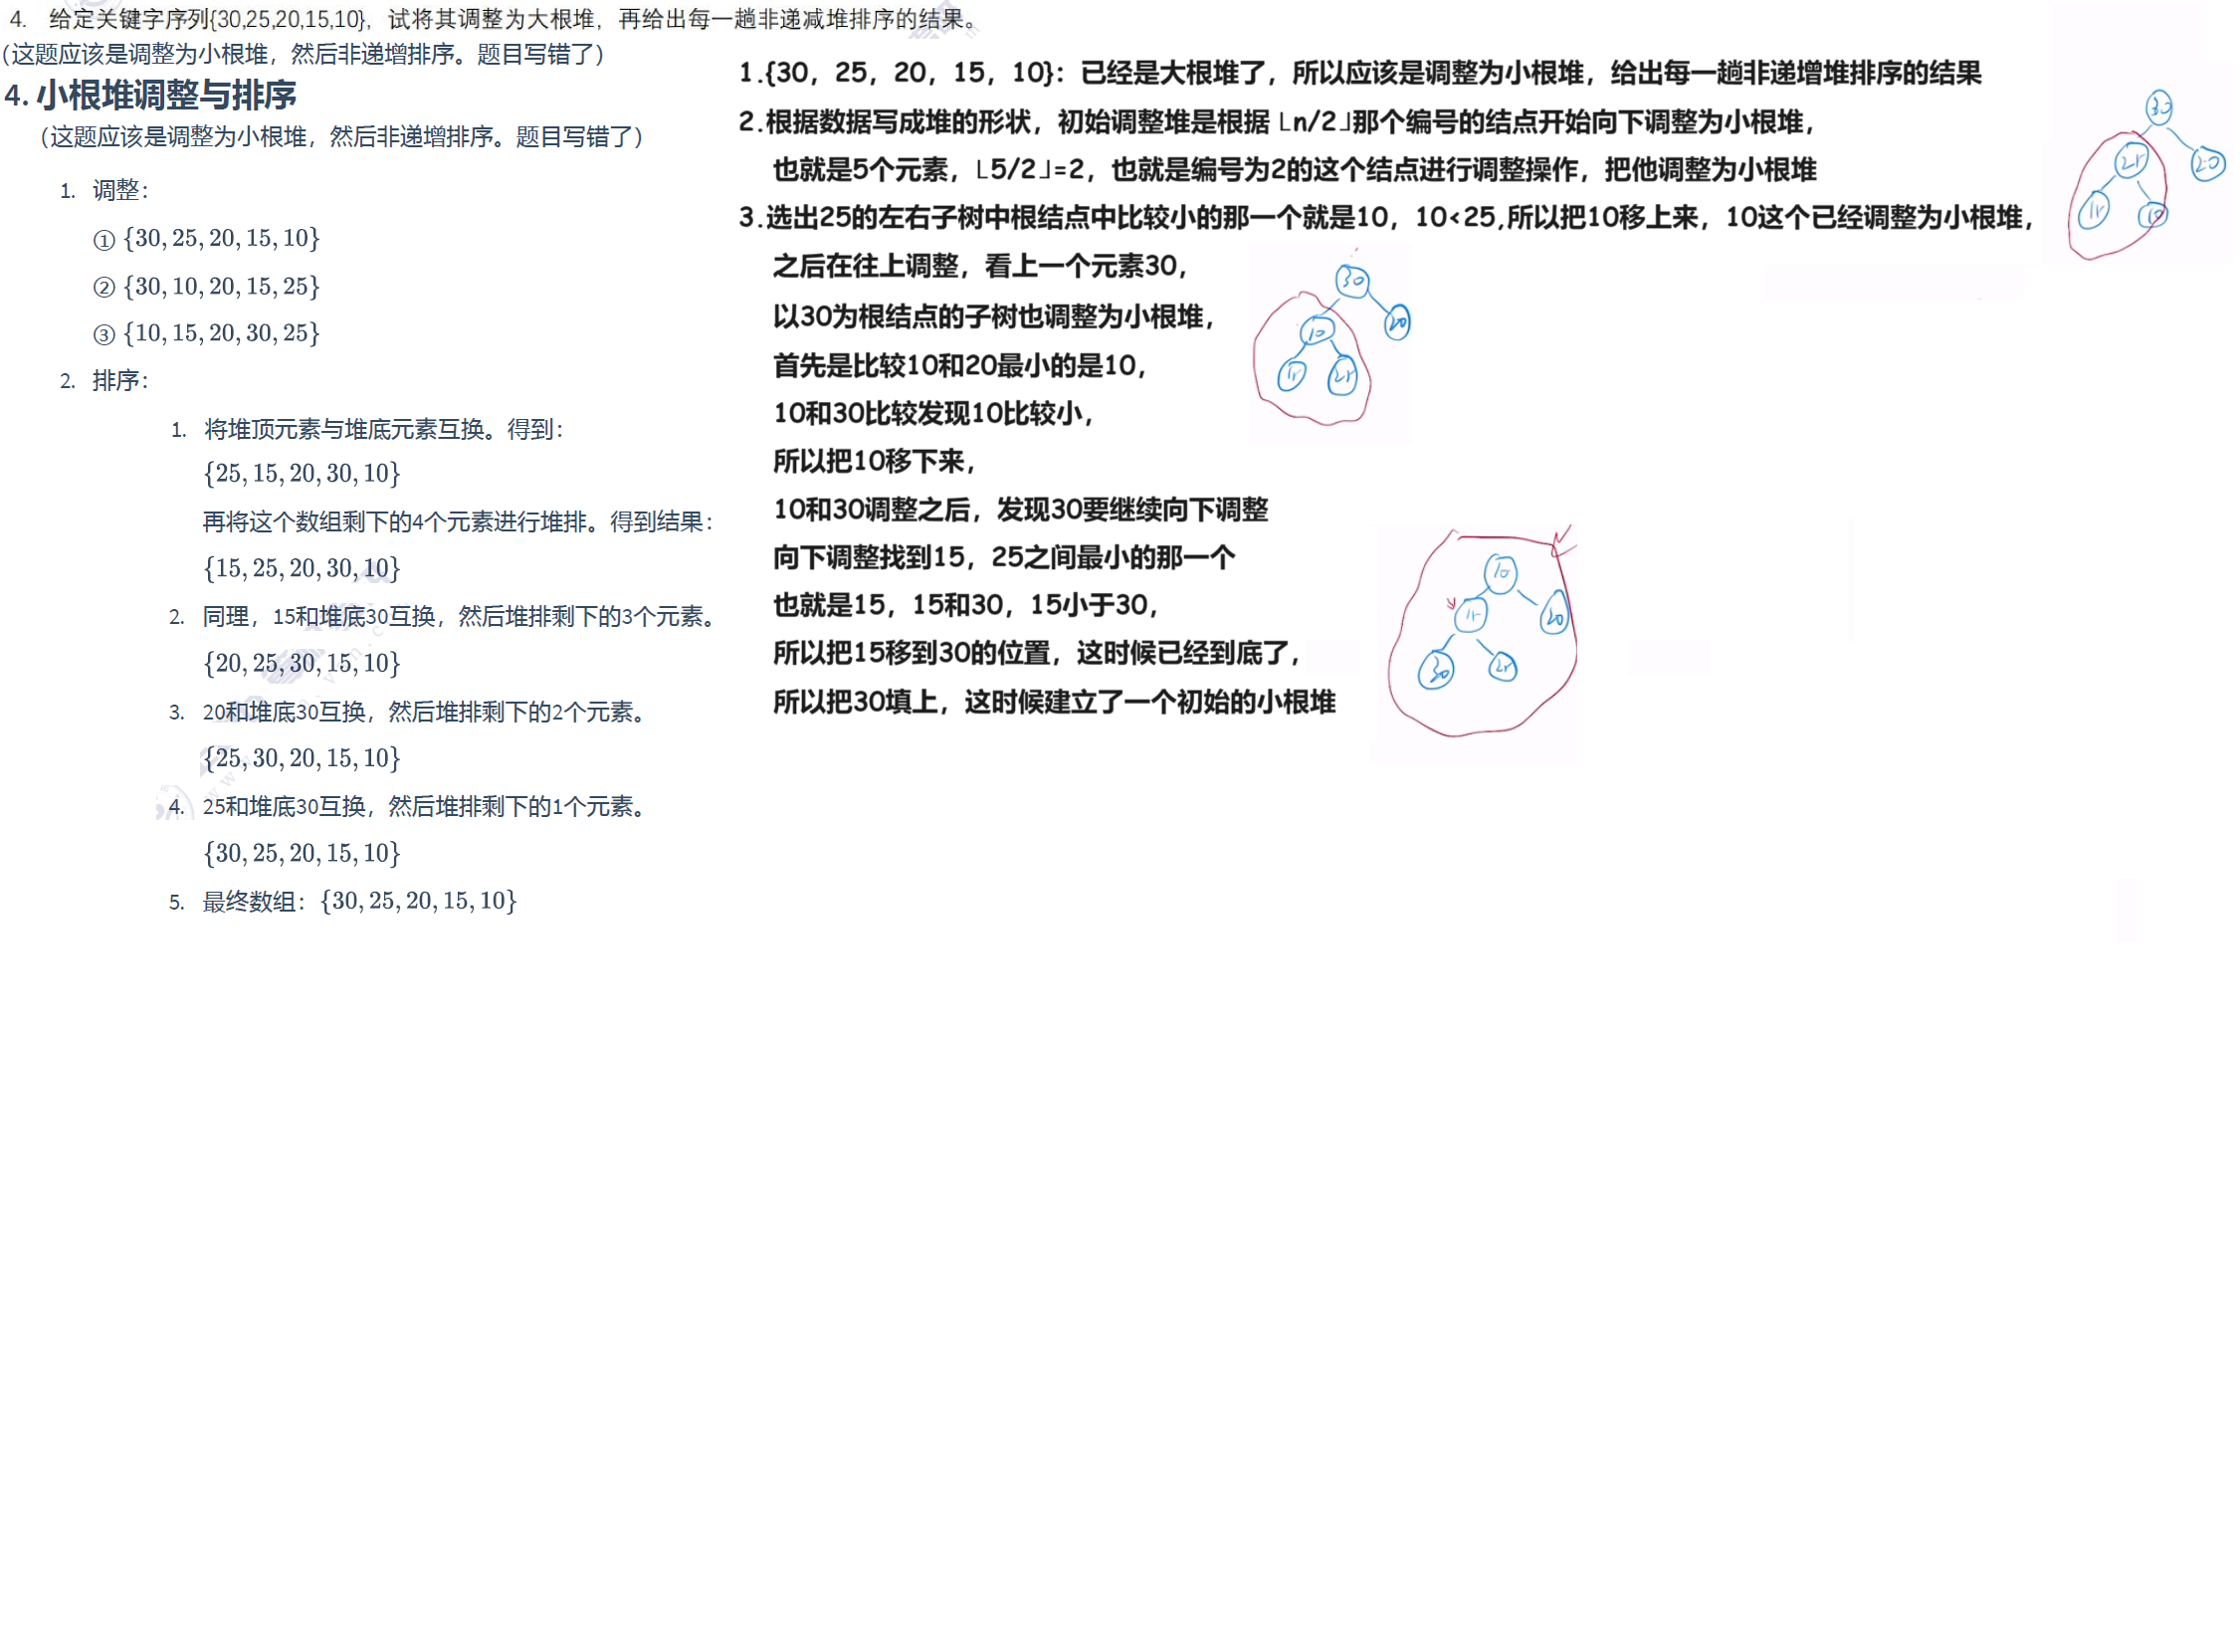 4. 给定关键字序列{30,25,20,15,10}，试将其调整为大根堆，再给出每一趟非递减堆排序的结果。
（这题应该是调整为小根堆，然后非递增排序。题目写错了）
4. 小根堆调整与排序
（这题应该是调整为小根堆，然后非递增排序。题目写错了）
1. 调整：
① {30, 25, 20, 15, 10}
② {30, 10, 20, 15, 25}
③ {10, 15, 20, 30, 25}
2. 排序：
1. 将堆顶元素与堆底元素互换。得到：
{25, 15, 20, 30, 10}
再将这个数组剩下的4个元素进行堆排。得到结果：
{15, 25, 20, 30, 10}
2. 同理，15和堆底30互换，然后堆排剩下的3个元素。
{20, 25, 30, 15, 10}
3. 20和堆底30互换，然后堆排剩下的2个元素。
{25, 30, 20, 15, 10}
4. 25和堆底30互换，然后堆排剩下的1个元素。
{30, 25, 20, 15, 10}
5. 最终数组：{30, 25, 20, 15, 10}
1.{30，25，20，15，10}：已经是大根堆了，所以应该是调整为小根堆，给出每一趟非递增堆排序的结果
2.根据数据写成堆的形状，初始调整堆是根据⌊n/2⌋那个编号的结点开始向下调整为小根堆，
也就是5个元素，⌊5/2⌋=2，也就是编号为2的这个结点进行调整操作，把他调整为小根堆
3.选出25的左右子树中根结点中比较小的那一个就是10，10<25,所以把10移上来，10这个已经调整为小根堆，
之后在往上调整，看上一个元素30，
以30为根结点的子树也调整为小根堆，
首先是比较10和20最小的是10，
10和30比较发现10比较小，
所以把10移下来，
10和30调整之后，发现30要继续向下调整
向下调整找到15，25之间最小的那一个
也就是15，15和30，15小于30，
所以把15移到30的位置，这时候已经到底了，
所以把30填上，这时候建立了一个初始的小根堆
30
25 20
15 10
30
10 20
15 25
10
15 20
30 25